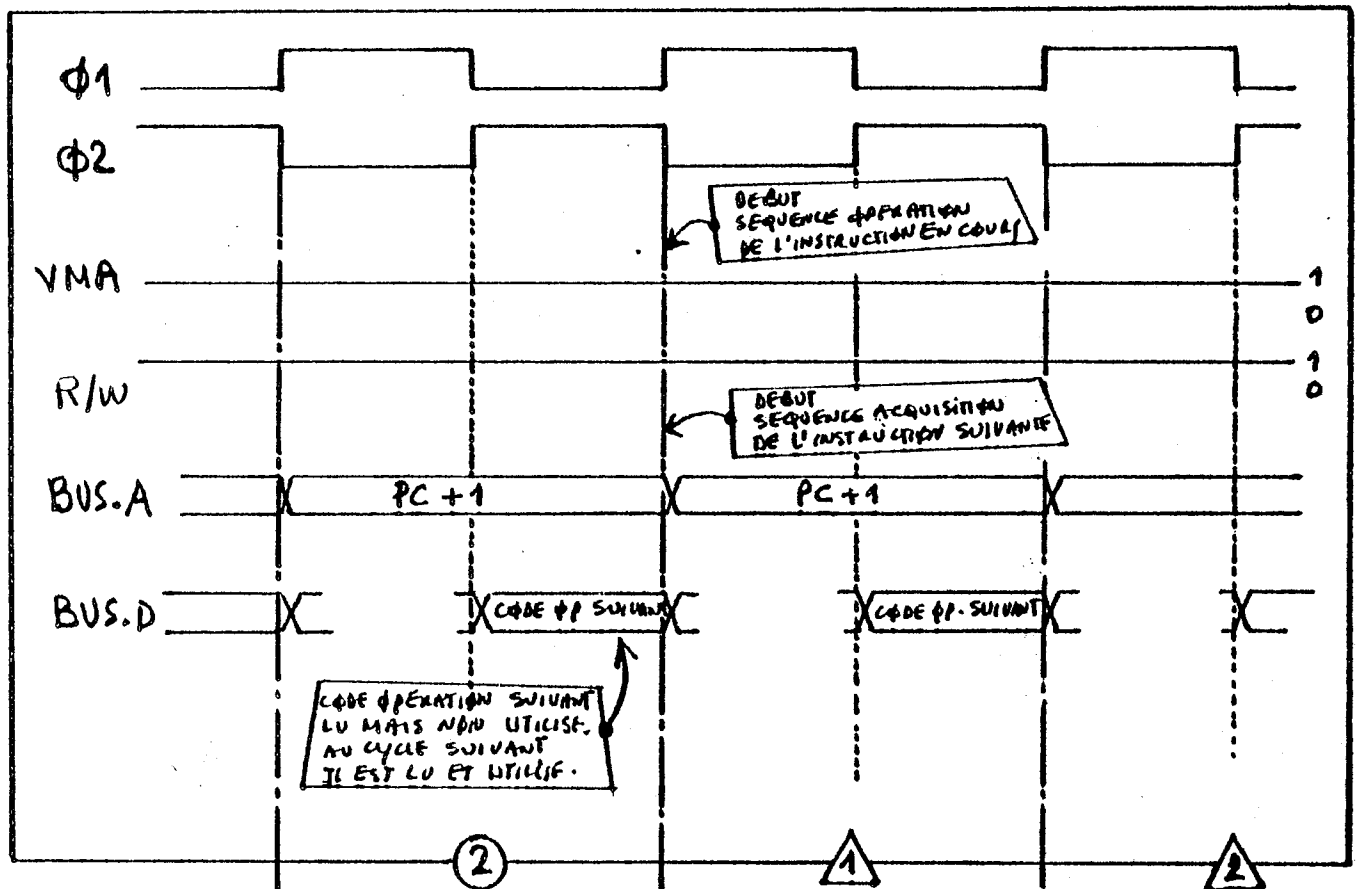 Φ1
Φ2
DEBUT
SEQUENCE OPERATION
DE L'INSTRUCTION EN COURS
VMA
1
0
R/W
1
0
DEBUT
SEQUENCE ACQUISITION
DE L'INSTRUCTION SUIVANTE
BUS.A
PC + 1
PC + 1
BUS.D
CODE OP SUIVANT
CODE OP. SUIVANT
CODE OPERATION SUIVANT
LU MAIS NON UTILISE.
AU CYCLE SUIVANT
IL EST LU ET UTILISE.
2
1
2